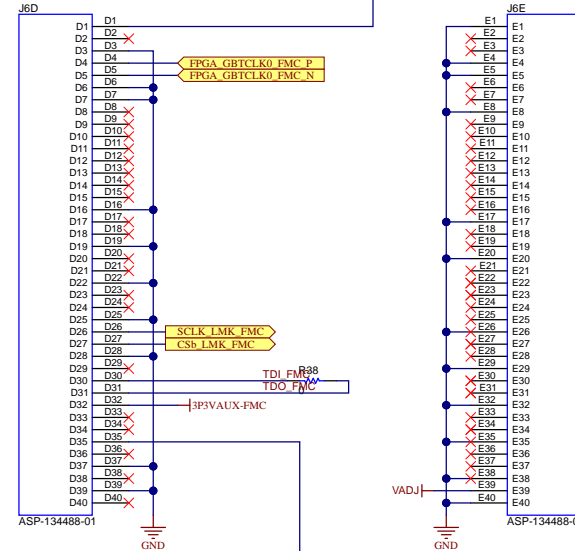 J6D J6E
D1 D1 E1 E1
D2 D2 E2 E2
D3 D3 E3 E3
D4 D4 FPGA_GBTCLK0_FMC_P E4 E4
D5 D5 FPGA_GBTCLK0_FMC_N E5 E5
D6 D6 E6 E6
D7 D7 E7 E7
D8 D8 E8 E8
D9 D9 E9 E9
D10 D10 E10 E10
D11 D11 E11 E11
D12 D12 E12 E12
D13 D13 E13 E13
D14 D14 E14 E14
D15 D15 E15 E15
D16 D16 E16 E16
D17 D17 E17 E17
D18 D18 E18 E18
D19 D19 E19 E19
D20 D20 E20 E20
D21 D21 E21 E21
D22 D22 E22 E22
D23 D23 E23 E23
D24 D24 E24 E24
D25 D25 E25 E25
D26 D26 SCLK_LMK_FMC E26 E26
D27 D27 CSb_LMK_FMC E27 E27
D28 D28 E28 E28
D29 D29 R38 E29 E29
D30 D30 TDI_FMC E30 E30
D31 D31 TDO_FMC 0 E31 E31
D32 D32 3P3VAUX-FMC E32 E32
D33 D33 E33 E33
D34 D34 E34 E34
D35 D35 E35 E35
D36 D36 E36 E36
D37 D37 E37 E37
D38 D38 E38 E38
D39 D39 VADJ E39 E39
D40 D40 E40 E40
ASP-134488-01 ASP-134488-0
GND GND